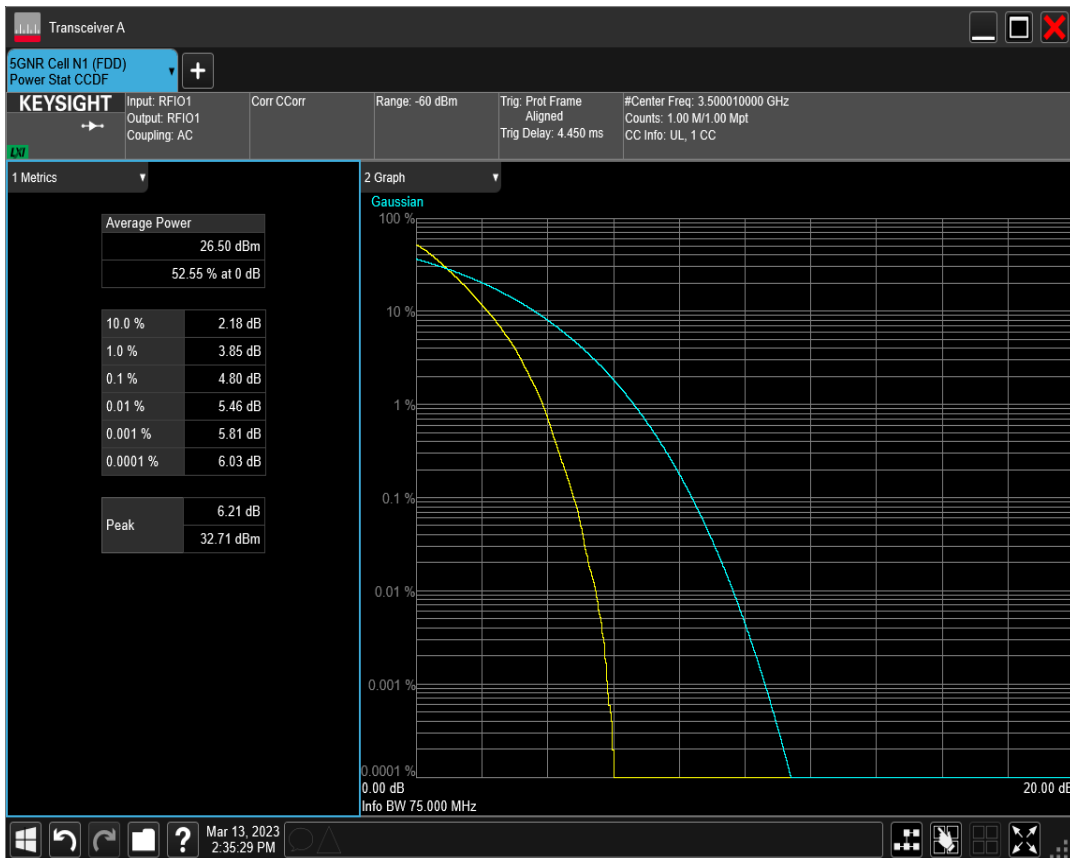 Transceiver A
5GNR Cell N1 (FDD)
Power Stat CCDF
KEYSIGHT
LXI
Input: RFIO1
Output: RFIO1
Coupling: AC
Corr CCorr
Range: -60 dBm
Trig: Prot Frame
Aligned
Trig Delay: 4.450 ms
#Center Freq: 3.500010000 GHz
Counts: 1.00 M/1.00 Mpt
CC Info: UL, 1 CC
1 Metrics
Average Power
26.50 dBm
52.55 % at 0 dB
10.0 % 2.18 dB
1.0 % 3.85 dB
0.1 % 4.80 dB
0.01 % 5.46 dB
0.001 % 5.81 dB
0.0001 % 6.03 dB
Peak 6.21 dB
32.71 dBm
2 Graph
Gaussian
100 %
10 %
1 %
0.1 %
0.01 %
0.001 %
0.0001 %
0.00 dB 20.00 dB
Info BW 75.000 MHz
Mar 13, 2023
2:35:29 PM